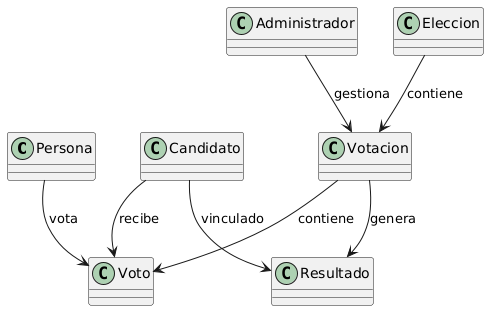 C Administrador
C Eleccion
gestiona
contiene
C Persona
C Candidato
C Votacion
vota
recibe
vinculado
contiene
genera
C Voto
C Resultado